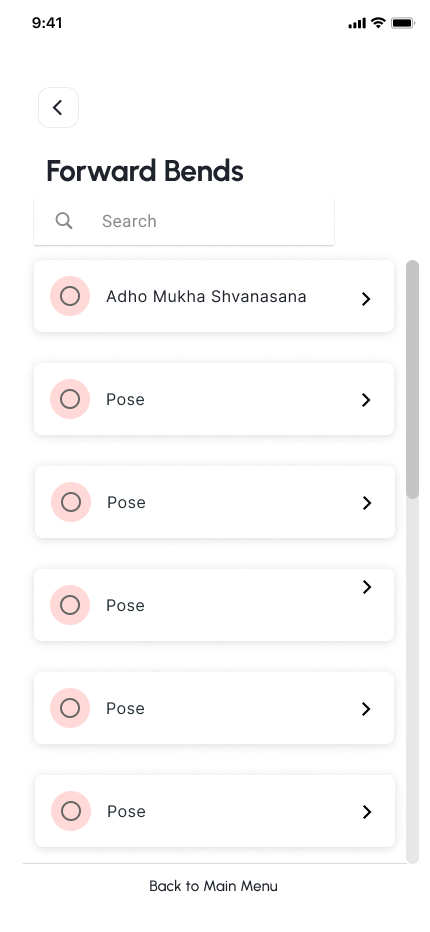 9:41
Forward Bends
Search
Adho Mukha Shvanasana
Pose
Pose
Pose
Pose
Pose
Back to Main Menu